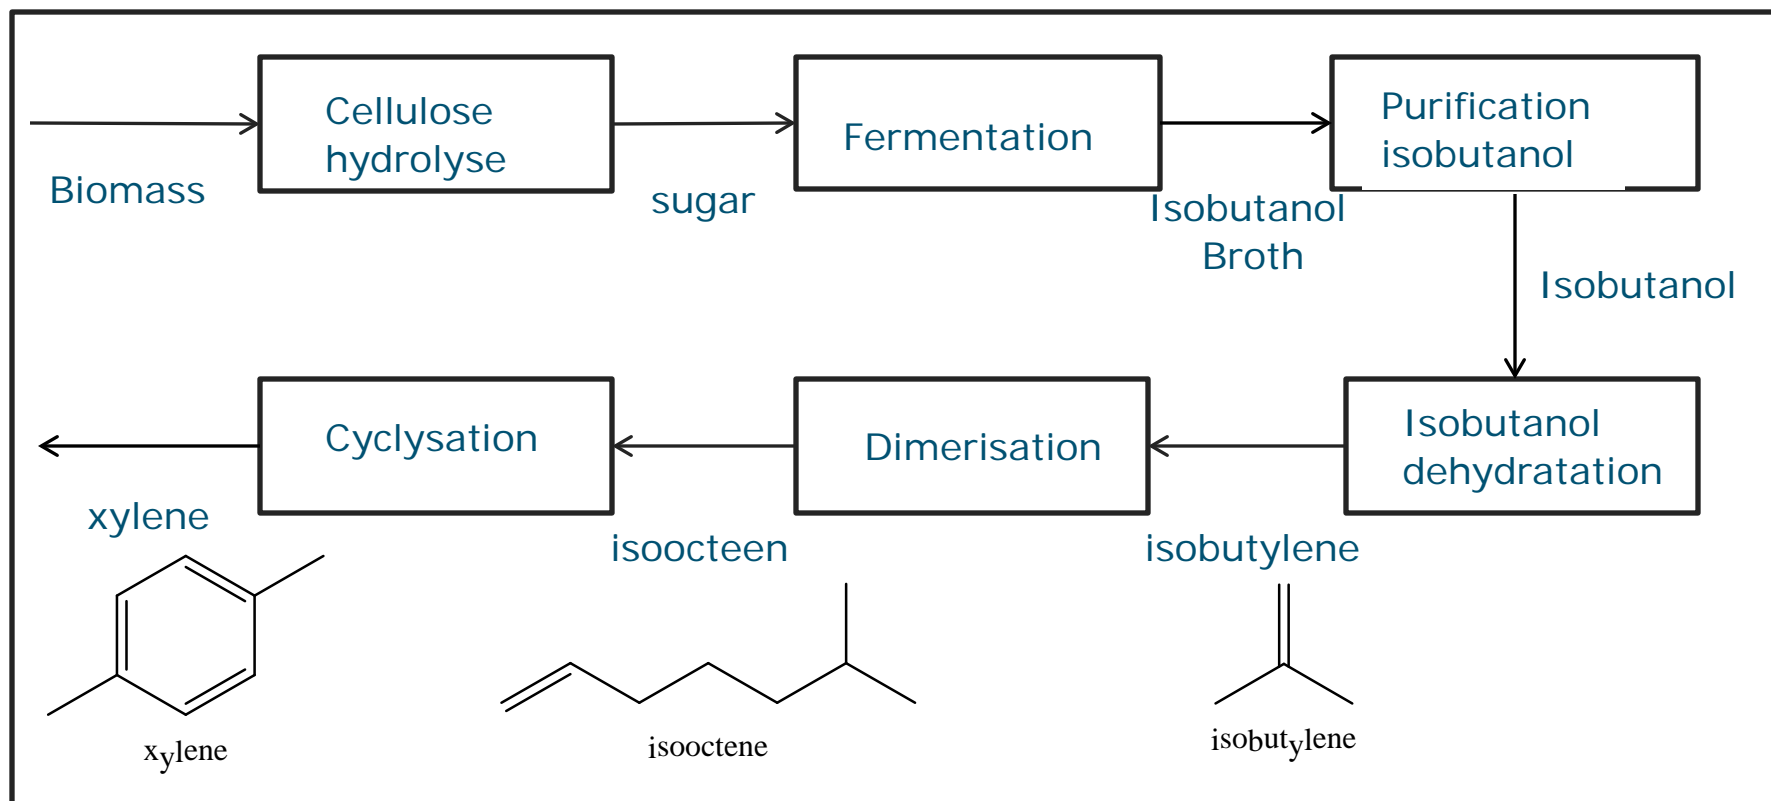 Cellulose
hydrolyse
Fermentation
Purification
isobutanol
Biomass
sugar
Isobutanol
Broth
Isobutanol
Cyclysation
Dimerisation
Isobutanol
dehydratation
xylene
isoocteen
isobutylene
xylene
isooctene
isobutylene